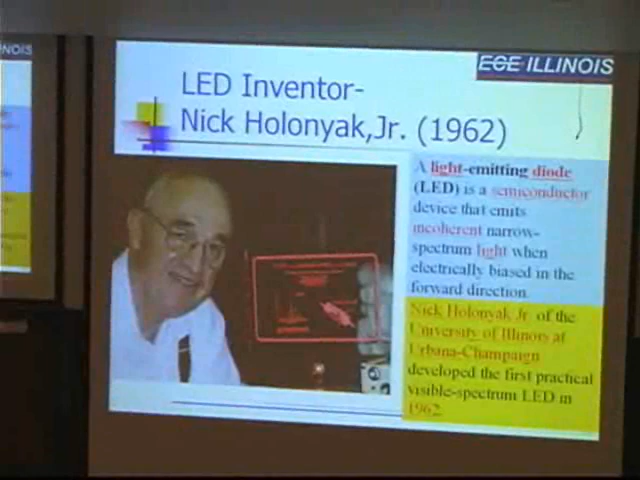 NOIS
ECE ILLINOIS
LED Inventor-
Nick Holonyak,Jr. (1962)
A light-emitting diode
(LED) is a semiconductor
device that emits
incoherent narrow-
spectrum light when
electrically biased in the
forward direction.
Nick Holonyak Jr. of the
University of Illinois at
Urbana-Champaign
developed the first practical
visible-spectrum LED in
1962.